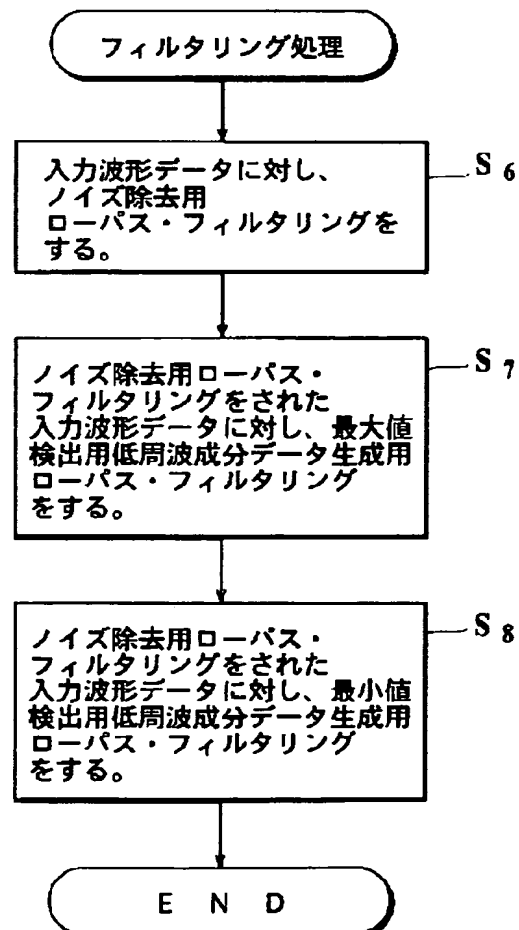 フィルタリング処理
入力波形データに対し、
ノイズ除去用
ローパス・フィルタリングを
する。
S 6
ノイズ除去用ローパス・
フィルタリングをされた
入力波形データに対し、最大値
検出用低周波成分データ生成用
ローパス・フィルタリング
をする。
S 7
ノイズ除去用ローパス・
フィルタリングをされた
入力波形データに対し、最小値
検出用低周波成分データ生成用
ローパス・フィルタリング
をする。
S 8
E N D